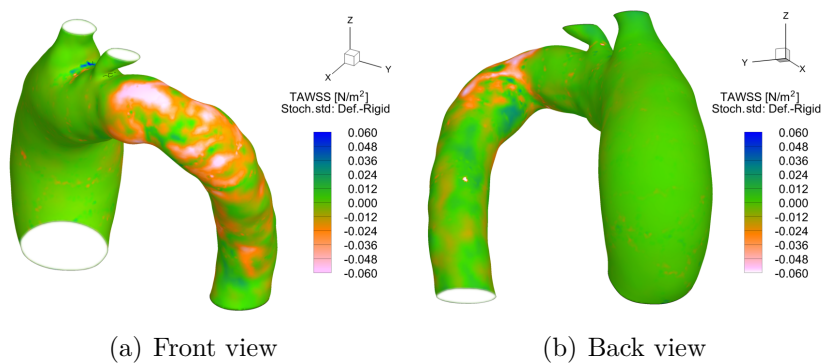 Z
Y
X
TAWSS [N/m²]
Stoch.std: Def.-Rigid
0.060
0.048
0.036
0.024
0.012
0.000
-0.012
-0.024
-0.036
-0.048
-0.060
(a) Front view
Z
Y
X
TAWSS [N/m²]
Stoch.std: Def.-Rigid
0.060
0.048
0.036
0.024
0.012
0.000
-0.012
-0.024
-0.036
-0.048
-0.060
(b) Back view